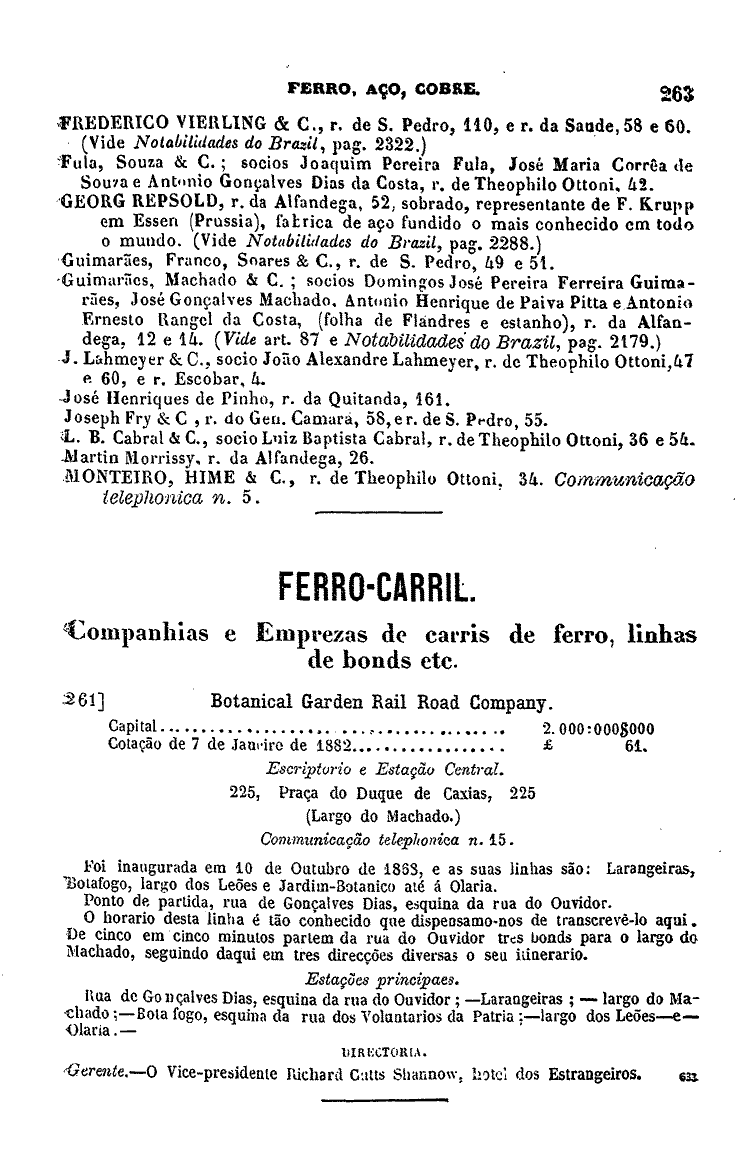 FERRO, AÇO, COBRE. 263
FREDERICO VIERLING & C., r. de S. Pedro, 110, e r. da Saude, 58 e 60.
(Vide Notabilidades do Brazil, pag. 2322.)
Fula, Souza & C.; socios Joaquim Pereira Fula, José Maria Corrêa de
Souza e Antonio Gonçalves Dias da Costa, r. de Theophilo Ottoni, 42.
GEORG REPSOLD, r. da Alfandega, 52, sobrado, representante de F. Krupp
em Essen (Prussia), fabrica de aço fundido o mais conhecido em todo
o mundo. (Vide Notabilidades do Brazil, pag. 2288.)
Guimarães, Franco, Soares & C., r. de S. Pedro, 49 e 51.
Guimarães, Machado & C.; socios Domingos José Pereira Ferreira Guima-
rães, José Gonçalves Machado, Antonio Henrique de Paiva Pitta e Antonio
Ernesto Rangel da Costa, (folha de Flandres e estanho), r. da Alfan-
dega, 12 e 14. (Vide art. 87 e Notabilidades do Brazil, pag. 2179.)
J. Lahmeyer & C., socio João Alexandre Lahmeyer, r. de Theophilo Ottoni, 47
e 60, e r. Escobar, 4.
José Henriques de Pinho, r. da Quitanda, 161.
Joseph Fry & C, r. do Gen. Camara, 58, e r. de S. Pedro, 55.
L. B. Cabral & C., socio Luiz Baptista Cabral, r. de Theophilo Ottoni, 36 e 54.
Martin Morrissy, r. da Alfandega, 26.
MONTEIRO, HIME & C., r. de Theophilo Ottoni, 34. Communicação
telephonica n. 5.
FERRO-CARRIL.
Companhias e Emprezas de carris de ferro, linhas
de bonds etc.
261] Botanical Garden Rail Road Company.
Capital........................................ 2.000:000$000
Cotação de 7 de Janeiro de 1882.................. £ 61.
Escriptorio e Estação Central.
225, Praça do Duque de Caxias, 225
(Largo do Machado.)
Communicação telephonica n. 15.
Foi inaugurada em 10 de Outubro de 1868, e as suas linhas são: Larangeiras,
Botafogo, largo dos Leões e Jardim-Botanico até á Olaria.
Ponto de partida, rua de Gonçalves Dias, esquina da rua do Ouvidor.
O horario desta linha é tão conhecido que dispensamo-nos de transcrevê-lo aqui.
De cinco em cinco minutos partem da rua do Ouvidor tres bonds para o largo do
Machado, seguindo daqui em tres direcções diversas o seu itinerario.
Estações principaes.
Rua de Gonçalves Dias, esquina da rua do Ouvidor; —Larangeiras; — largo do Ma-
chado;—Botafogo, esquina da rua dos Voluntarios da Patria;—largo dos Leões—e—
Olaria.—
DIRECTORIA.
Gerente.—O Vice-presidente Richard Catts Shannow, hotel dos Estrangeiros. 633